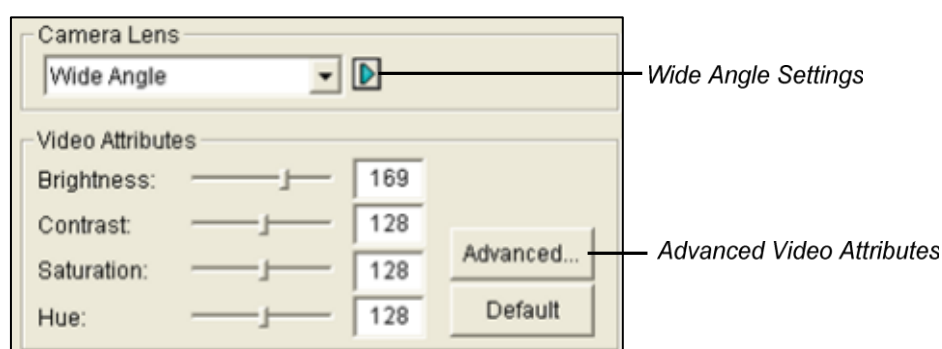 Camera Lens
Wide Angle
Wide Angle Settings
Video Attributes
Brightness: 169
Contrast: 128
Saturation: 128
Advanced...
Advanced Video Attributes
Hue: 128
Default